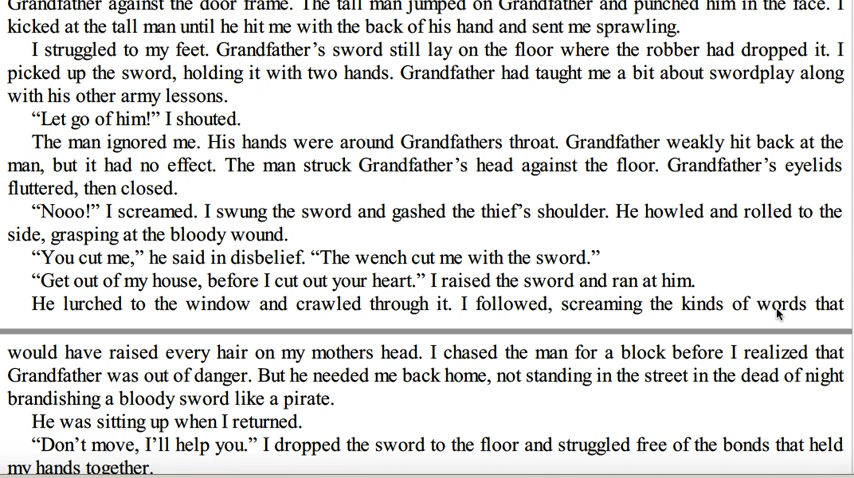 Grandfather against the door frame. The tall man jumped on Grandfather and punched him in the face. I
kicked at the tall man until he hit me with the back of his hand and sent me sprawling.
I struggled to my feet. Grandfather’s sword still lay on the floor where the robber had dropped it. I
picked up the sword, holding it with two hands. Grandfather had taught me a bit about swordplay along
with his other army lessons.
“Let go of him!” I shouted.
The man ignored me. His hands were around Grandfathers throat. Grandfather weakly hit back at the
man, but it had no effect. The man struck Grandfather’s head against the floor. Grandfather’s eyelids
fluttered, then closed.
“Nooo!” I screamed. I swung the sword and gashed the thief’s shoulder. He howled and rolled to the
side, grasping at the bloody wound.
“You cut me,” he said in disbelief. “The wench cut me with the sword.”
“Get out of my house, before I cut out your heart.” I raised the sword and ran at him.
He lurched to the window and crawled through it. I followed, screaming the kinds of words that
would have raised every hair on my mothers head. I chased the man for a block before I realized that
Grandfather was out of danger. But he needed me back home, not standing in the street in the dead of night
brandishing a bloody sword like a pirate.
He was sitting up when I returned.
“Don’t move, I’ll help you.” I dropped the sword to the floor and struggled free of the bonds that held
my hands together.